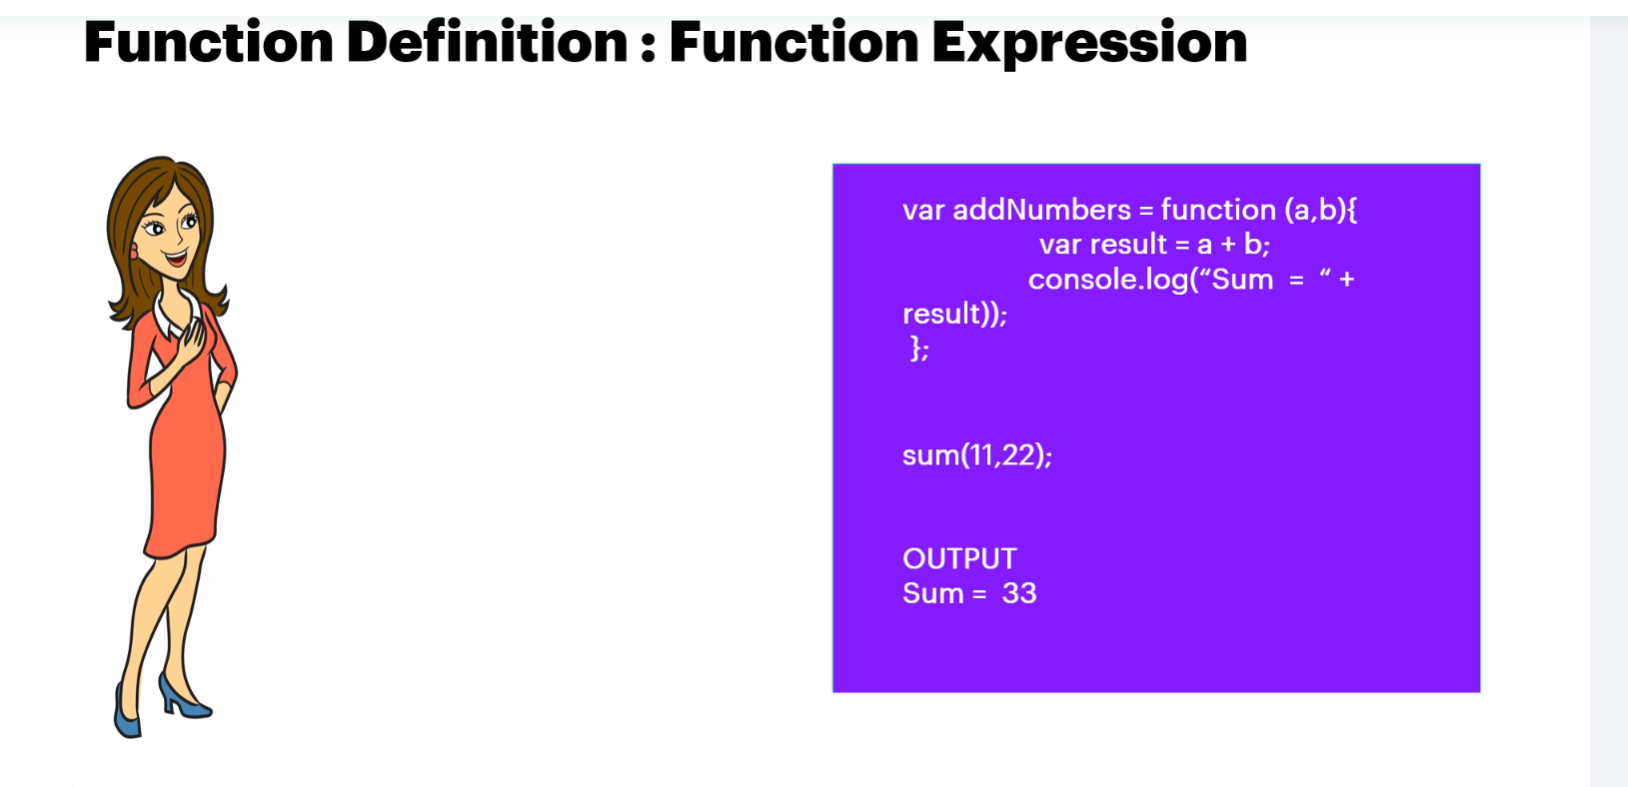 Function Definition : Function Expression
var addNumbers = function (a,b){
var result = a + b;
console.log(“Sum  =  “ +
result));
};
sum(11,22);
OUTPUT
Sum =  33